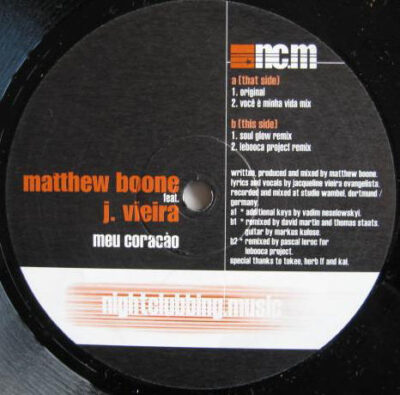 nc.m
a [that side]
1. original
2. você é minha vida mix
b [this side]
1. soul glow remix
2. lebooca project remix
matthew boone
feat.
j. vieira
meu coracào
written, produced and mixed by matthew boone.
lyrics and vocals by jacqueline vieira evangelista.
recorded and mixed at studio wambel, dortmund /
germany.
a1 * additional keys by vadim neselowskyi.
b1 * remixed by david martin and thomas staats.
guitar by markus kalose.
b2 * remixed by pascal leroc for
lebooca project.
special thanks to tokee, herb lf and kai.
nightclubbing.music